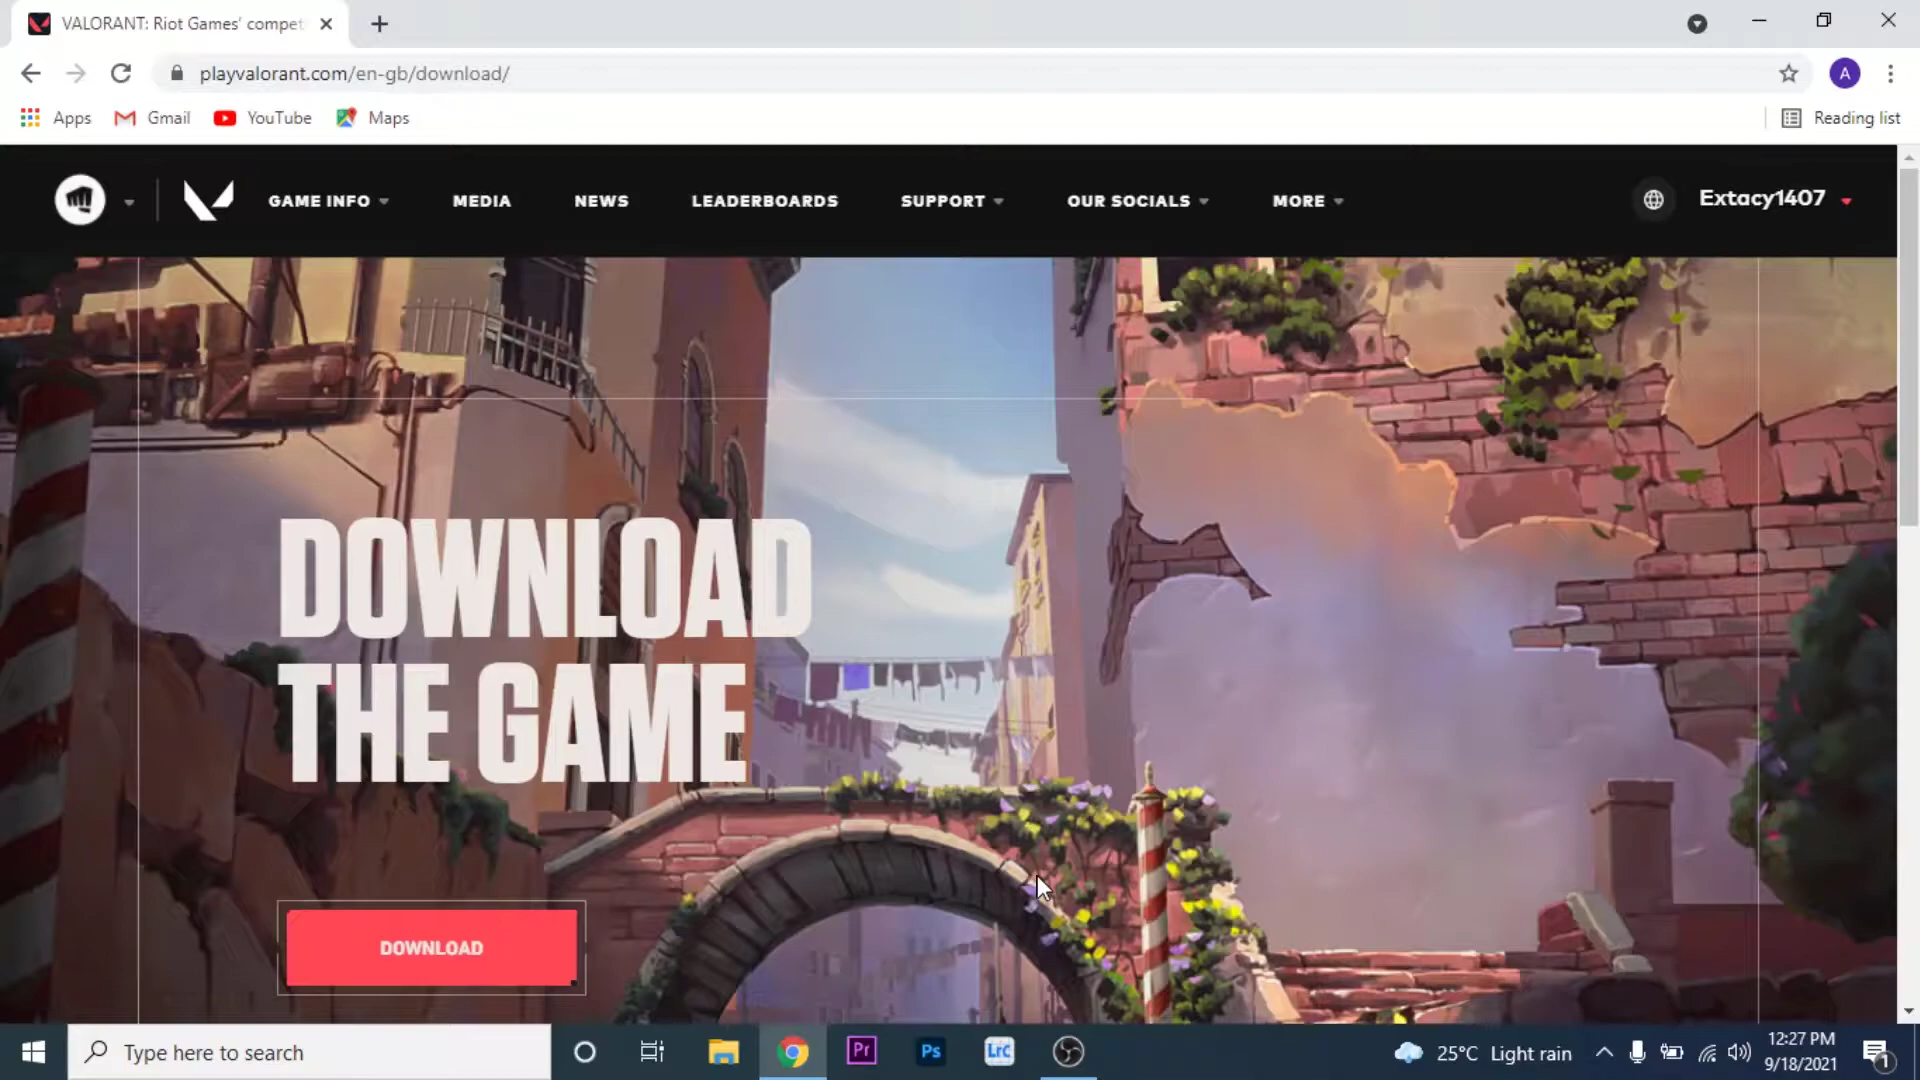 VALORANT: Riot Games' compet
playvalorant.com/en-gb/download/
A
Apps Gmail YouTube Maps Reading list
GAME INFO MEDIA NEWS LEADERBOARDS SUPPORT OUR SOCIALS MORE Extacy1407
DOWNLOAD
THE GAME
DOWNLOAD
Type here to search
Pr Ps LrC
25°C Light rain
12:27 PM
9/18/2021
1